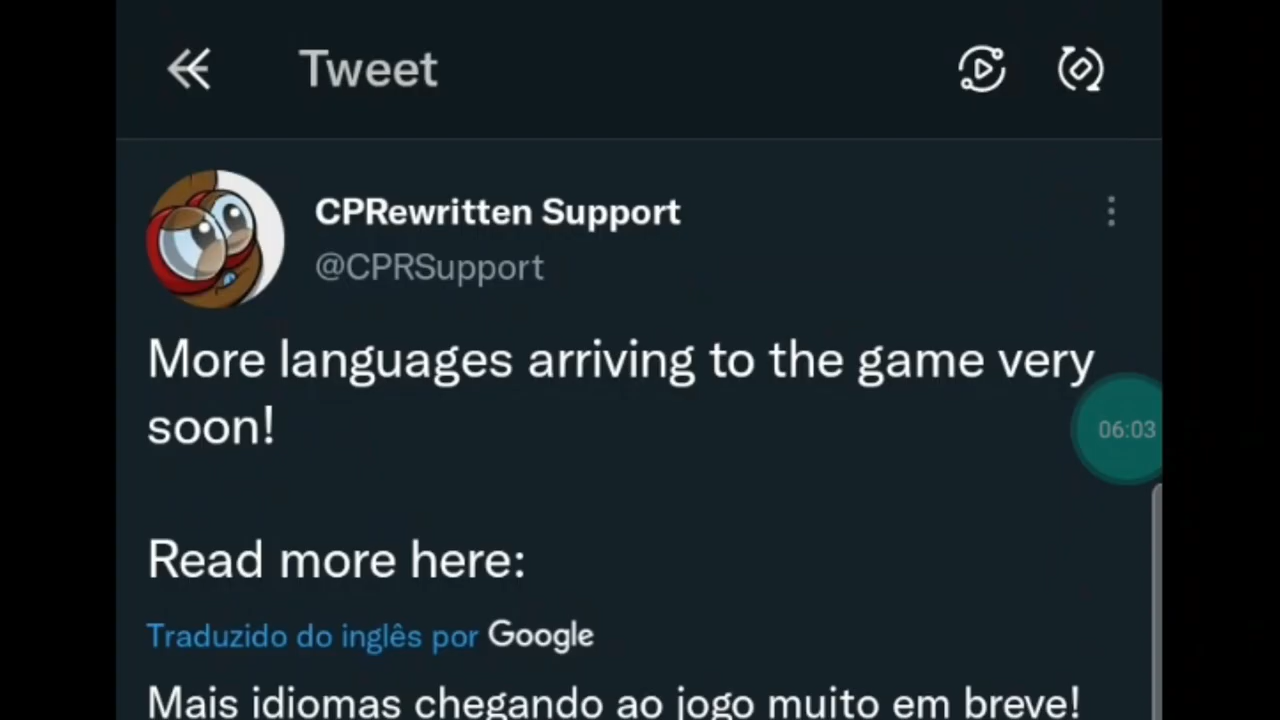 Tweet
CPRewritten Support
@CPRSupport
More languages arriving to the game very
soon!
06:03
Read more here:
Traduzido do inglês por Google
Mais idiomas chegando ao jogo muito em breve!